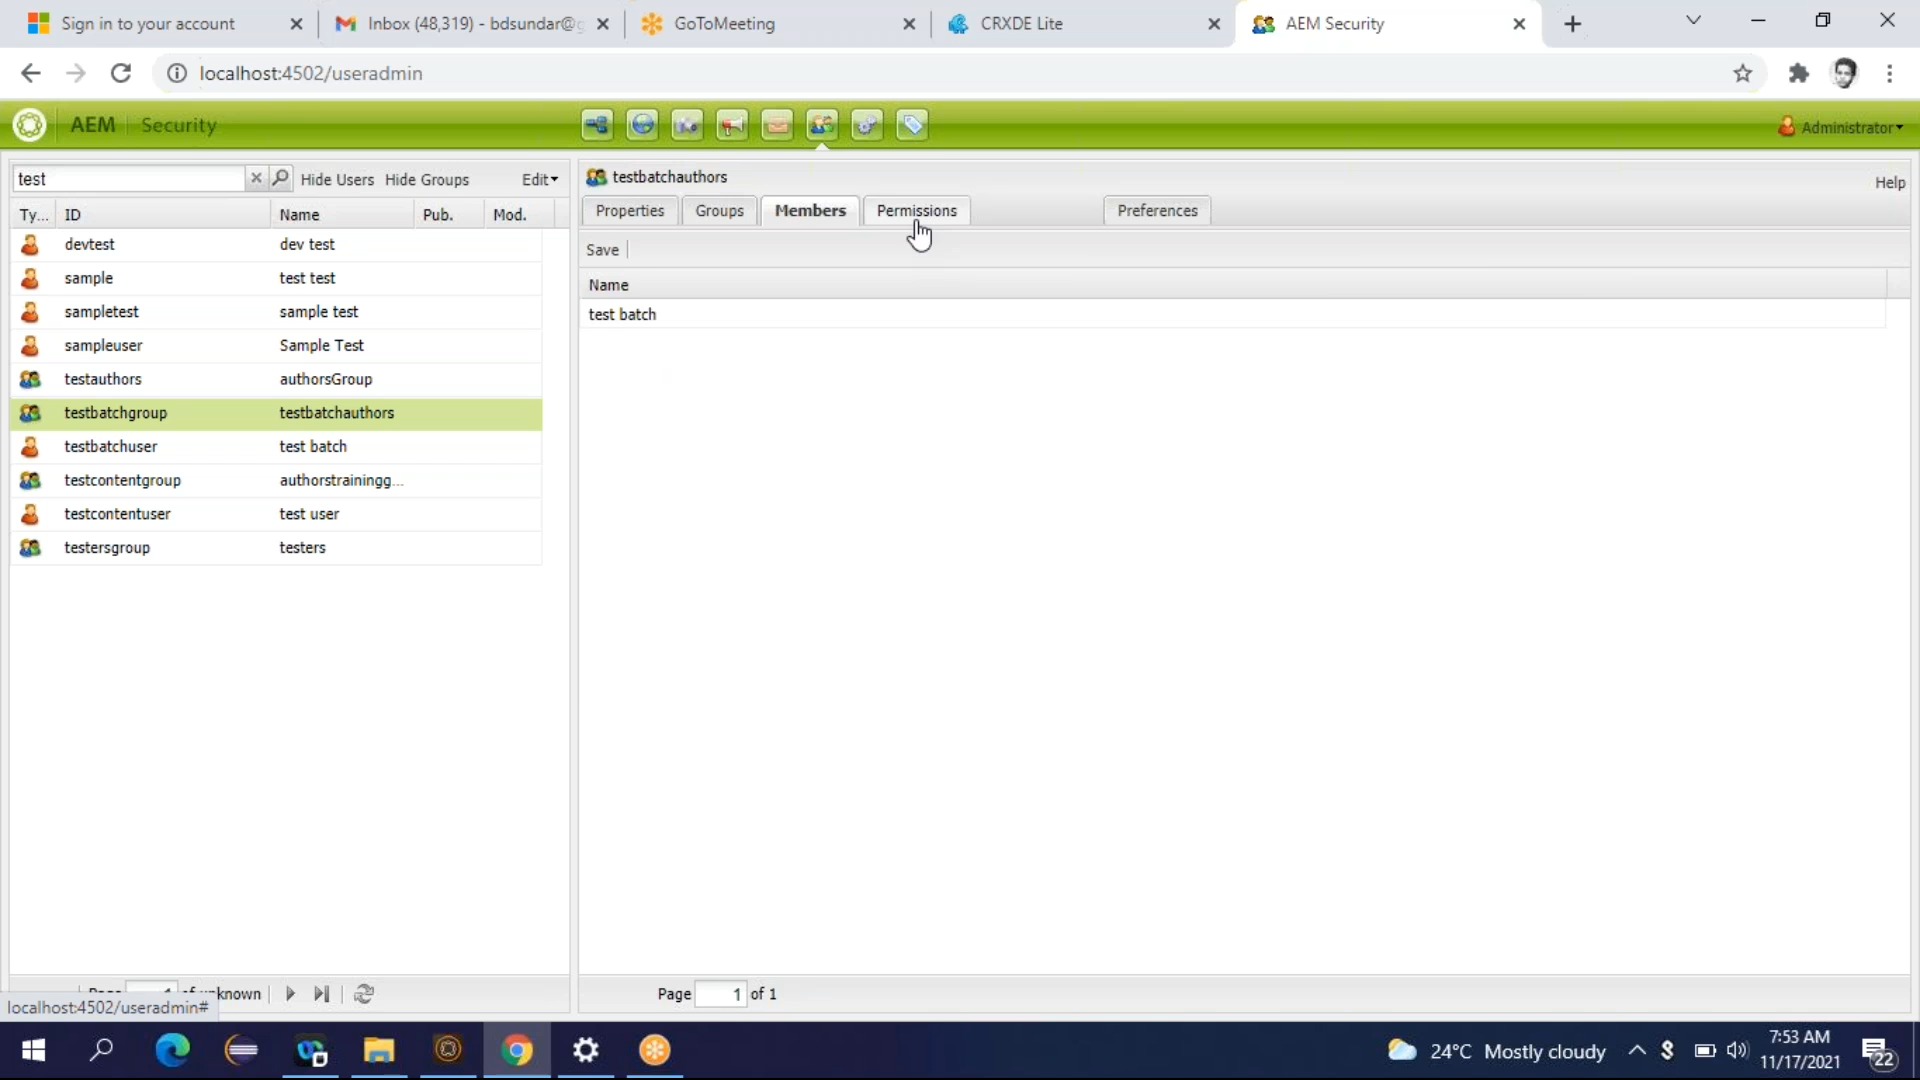 Sign in to your account
Inbox (48,319) - bdsundar@g
GoToMeeting
CRXDE Lite
AEM Security
localhost:4502/useradmin
AEM Security
Administrator
test
Hide Users Hide Groups Edit
Ty... ID Name Pub. Mod.
devtest dev test
sample test test
sampletest sample test
sampleuser Sample Test
testauthors authorsGroup
testbatchgroup testbatchauthors
testbatchuser test batch
testcontentgroup authorstrainingg...
testcontentuser test user
testersgroup testers
testbatchauthors
Help
Properties Groups Members Permissions Preferences
Save
Name
test batch
of unknown
Page 1 of 1
localhost:4502/useradmin#
24°C Mostly cloudy
7:53 AM
11/17/2021
22